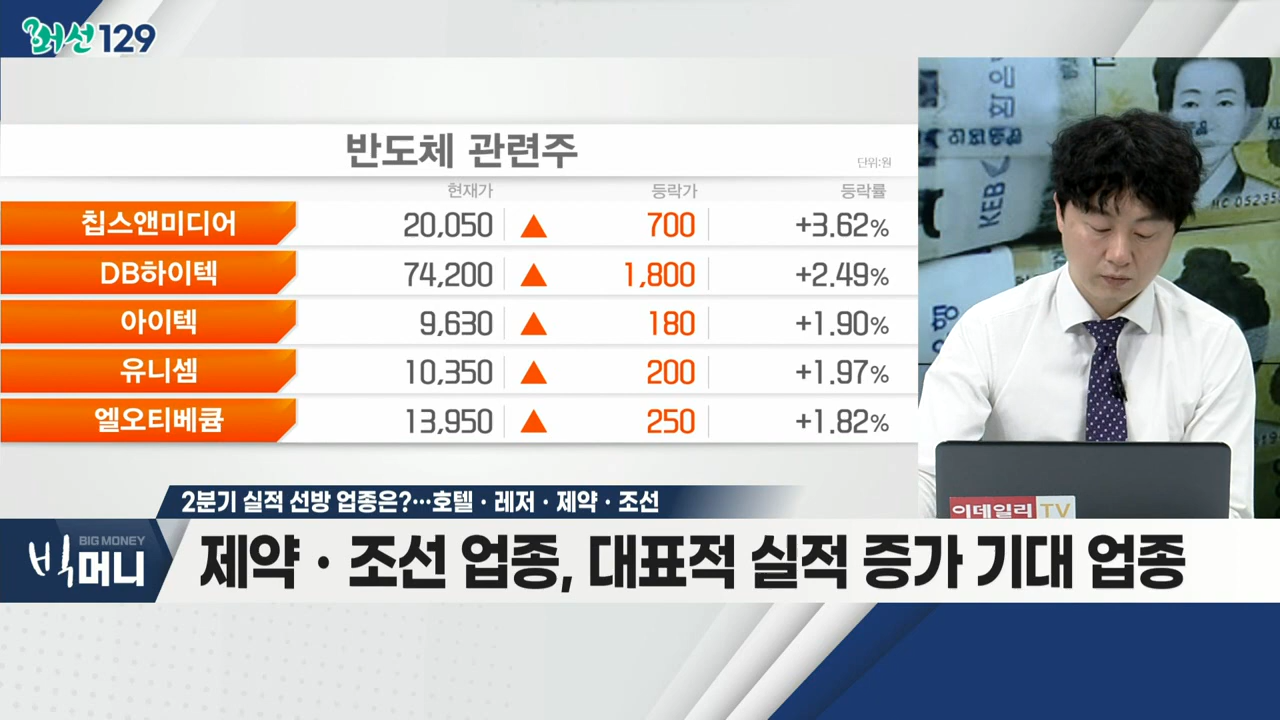 머선129
반도체 관련주
단위:원
현재가 등락가 등락률
칩스앤미디어 20,050 ▲ 700 +3.62%
DB하이텍 74,200 ▲ 1,800 +2.49%
아이텍 9,630 ▲ 180 +1.90%
유니셈 10,350 ▲ 200 +1.97%
엘오티베큠 13,950 ▲ 250 +1.82%
KEB
HC 052358
이데일리TV
2분기 실적 선방 업종은?…호텔·레저·제약·조선
BIG MONEY
빅머니
제약·조선 업종, 대표적 실적 증가 기대 업종